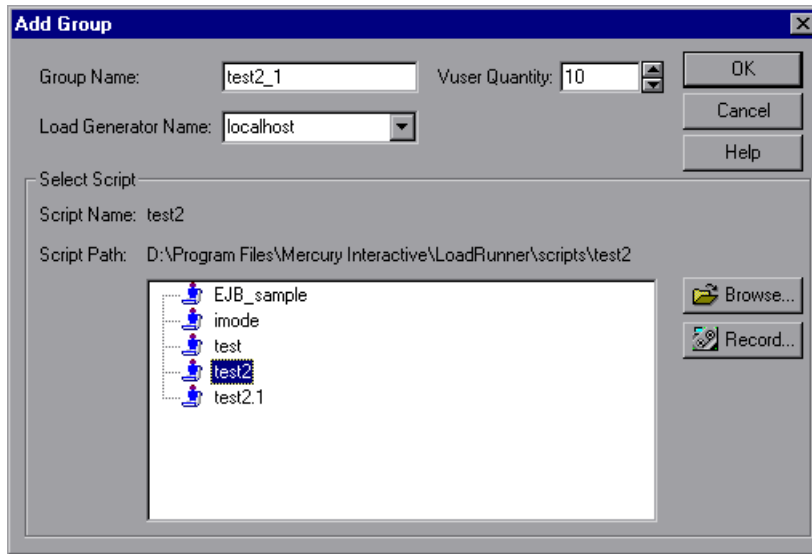 Add Group
Group Name: test2_1 Vuser Quantity: 10 OK
Load Generator Name: localhost Cancel
Help
Select Script
Script Name: test2
Script Path: D:\Program Files\Mercury Interactive\LoadRunner\scripts\test2
EJB_sample Browse...
imode
test Record...
test2
test2.1